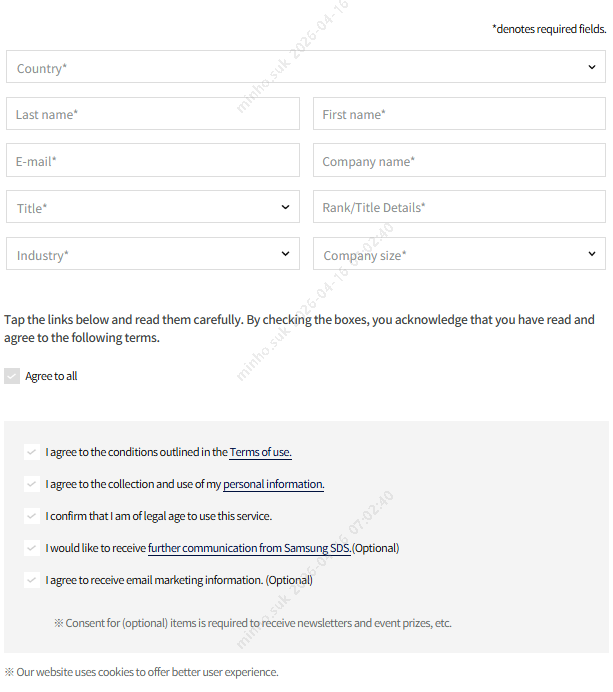 *denotes required fields.
Country*
Last name* First name*
E-mail* Company name*
Title* Rank/Title Details*
Industry* Company size*
Tap the links below and read them carefully. By checking the boxes, you acknowledge that you have read and
agree to the following terms.
Agree to all
I agree to the conditions outlined in the Terms of use.
I agree to the collection and use of my personal information.
I confirm that I am of legal age to use this service.
I would like to receive further communication from Samsung SDS.(Optional)
I agree to receive email marketing information. (Optional)
※ Consent for (optional) items is required to receive newsletters and event prizes, etc.
※ Our website uses cookies to offer better user experience.
minho.suk 2026-04-16
minho.suk 2026-04-16 07:02:40
minho.suk 2026-04-16 07:02:40